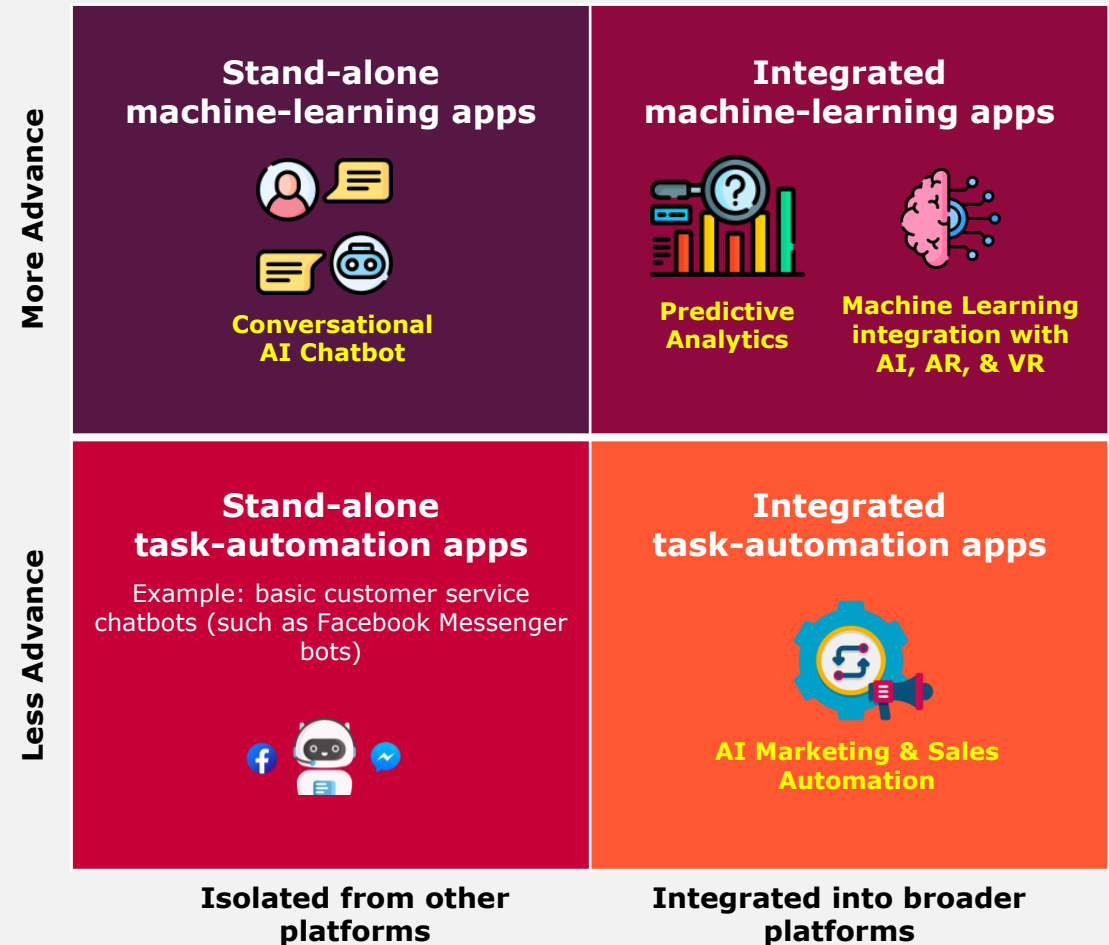 More Advance
Stand-alone
machine-learning apps
Conversational
AI Chatbot
Integrated
machine-learning apps
Predictive
Analytics
Machine Learning
integration with
AI, AR, & VR
Less Advance
Stand-alone
task-automation apps
Example: basic customer service
chatbots (such as Facebook Messenger
bots)
Integrated
task-automation apps
AI Marketing & Sales
Automation
Isolated from other
platforms
Integrated into broader
platforms